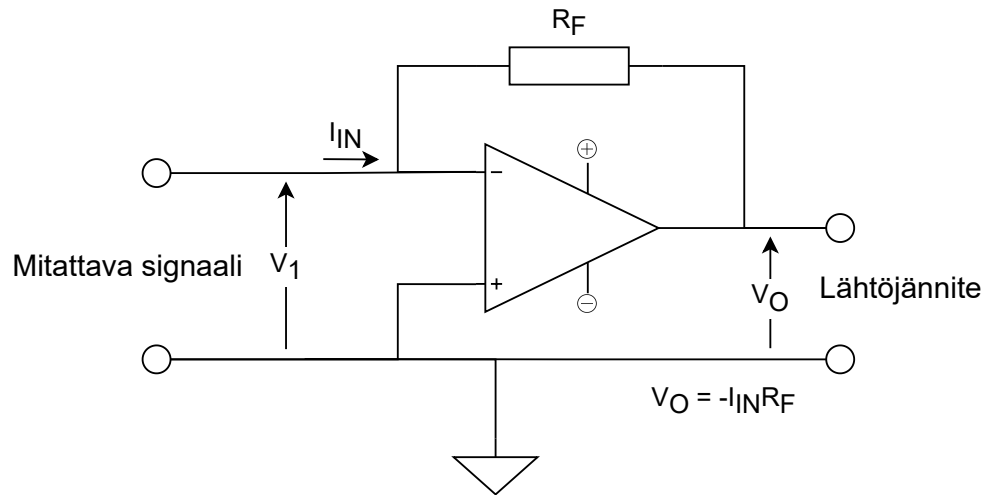 RF
IIN
−
+
Mitattava signaali
V1
+
−
VO
Lähtöjännite
VO = -IINRF